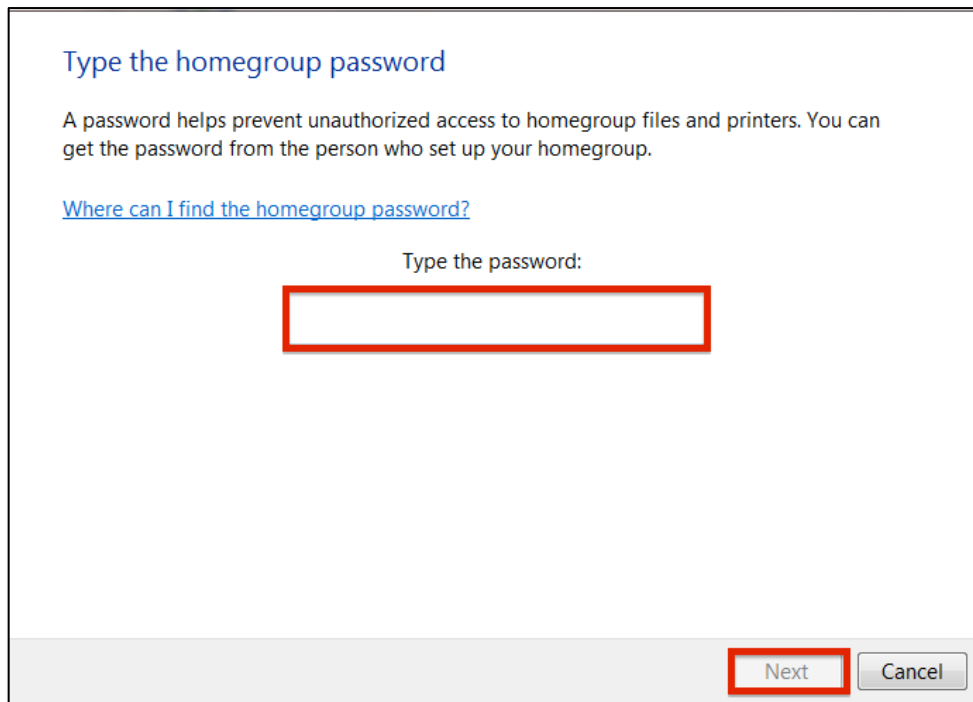 Type the homegroup password
A password helps prevent unauthorized access to homegroup files and printers. You can
get the password from the person who set up your homegroup.
Where can I find the homegroup password?
Type the password:
Next
Cancel